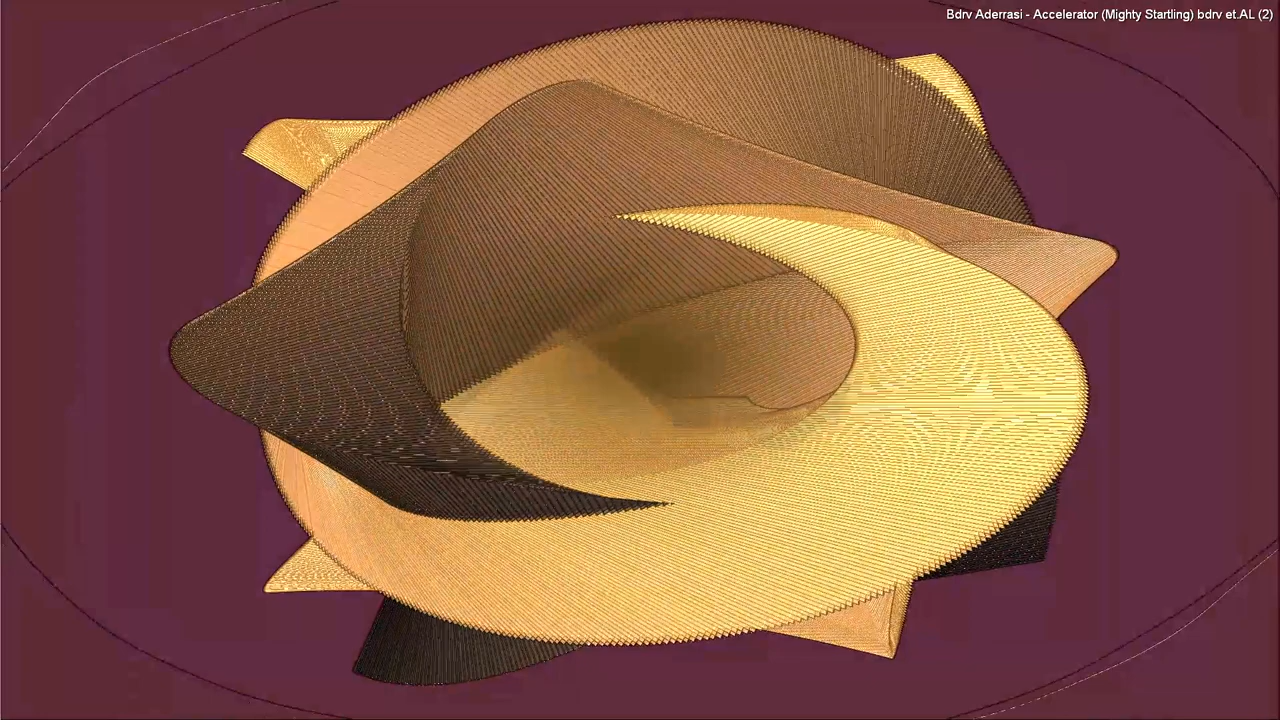 Bdrv Aderrasi - Accelerator (Mighty Startling) bdrv et.AL (2)